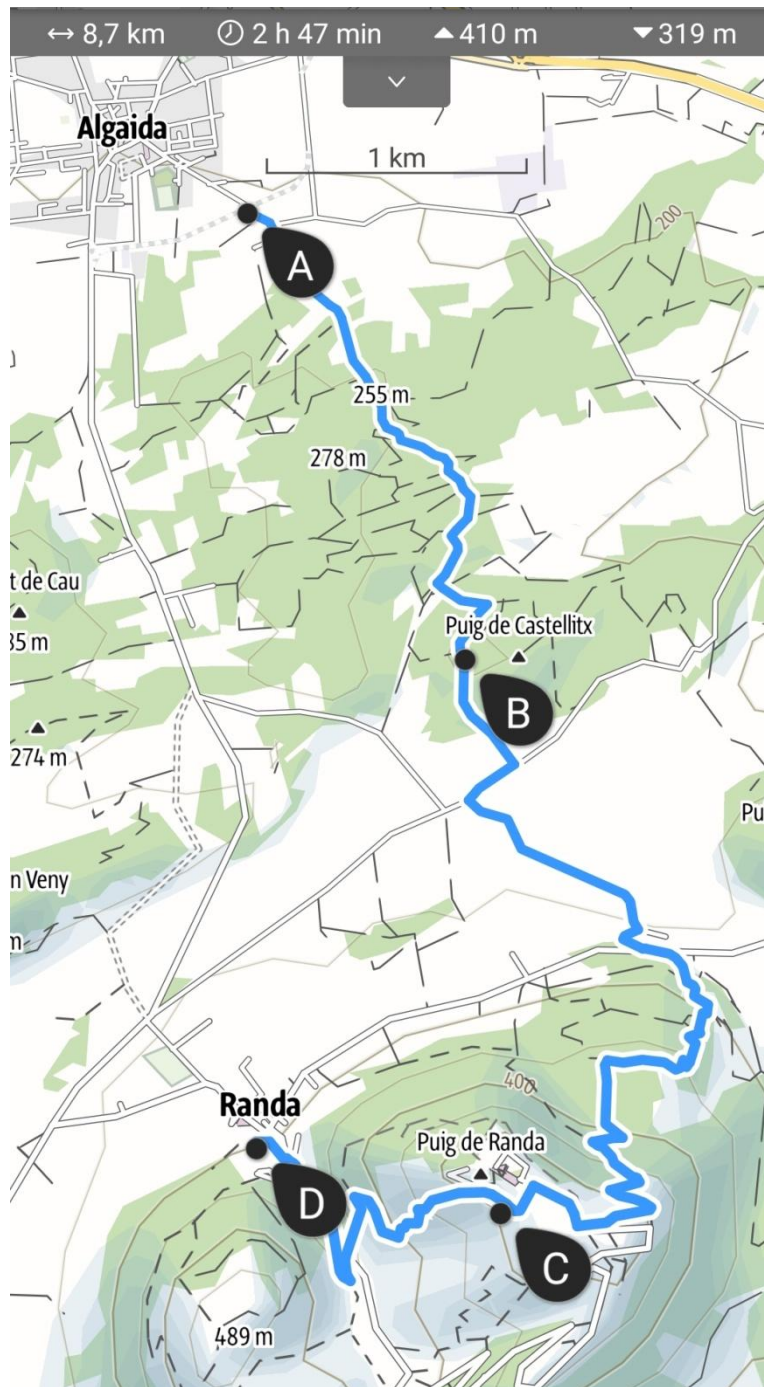 ↔ 8,7 km 2 h 47 min ▲ 410 m ▼ 319 m
Algaida
1 km
200
A
255 m
278 m
t de Cau
35 m
Puig de Castellitx
B
274 m
Pu
n Veny
m
400
Randa
Puig de Randa
D
C
489 m